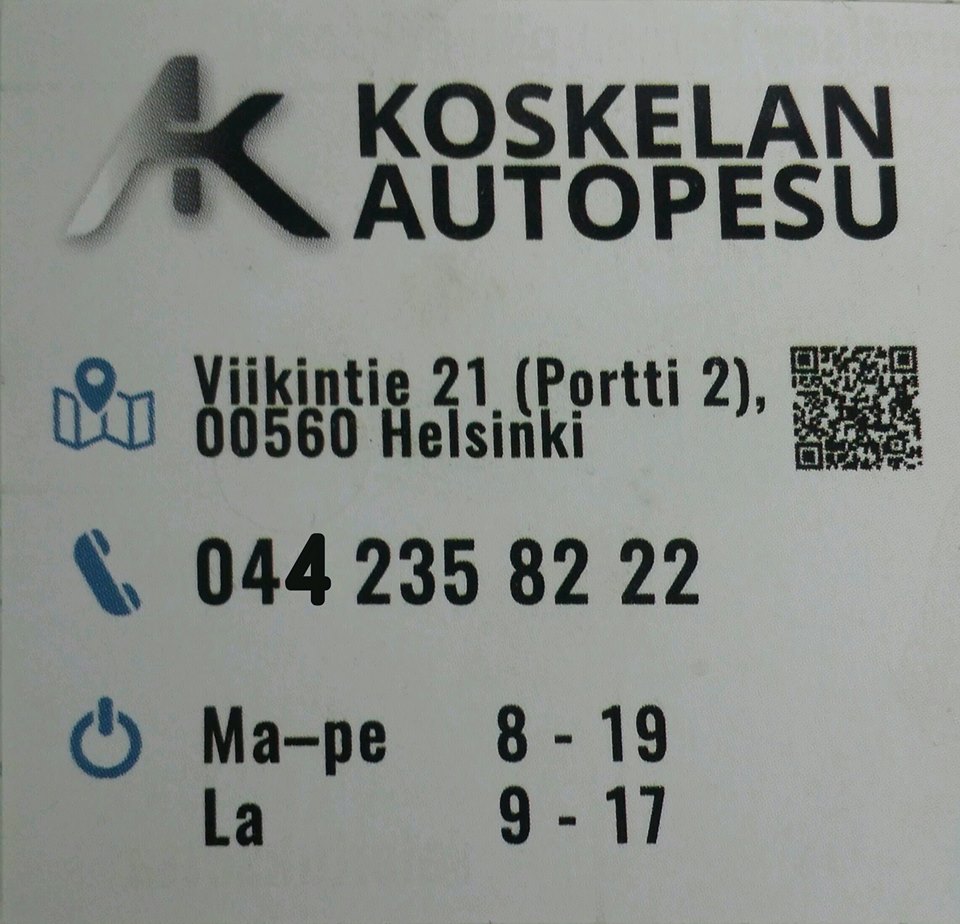 AK
KOSKELAN
AUTOPESU
Viikintie 21 (Portti 2),
00560 Helsinki
044 235 82 22
Ma–pe 8 - 19
La 9 - 17